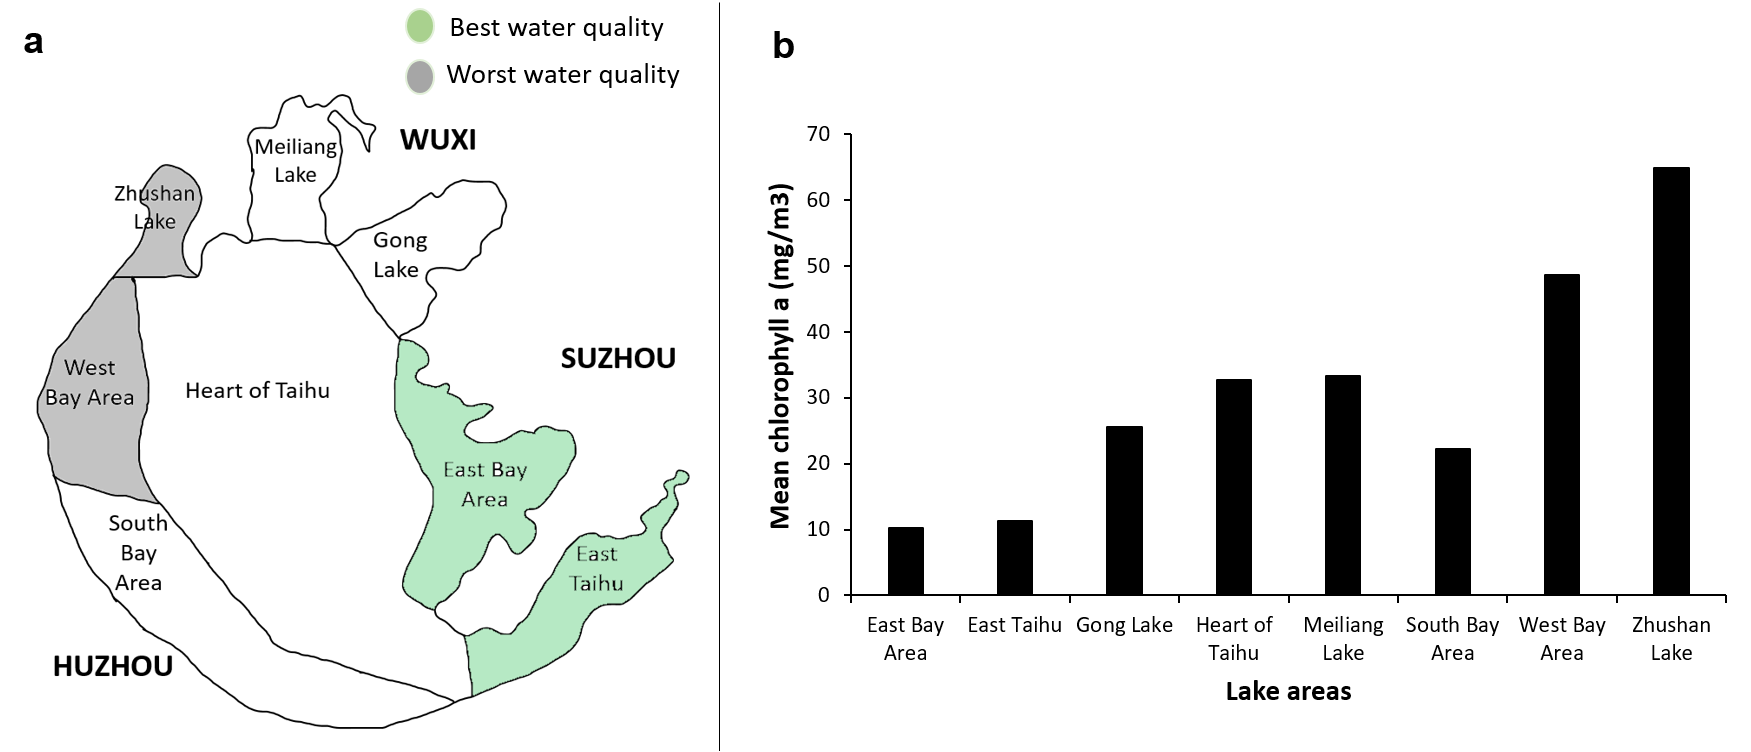 a
Best water quality
Worst water quality
WUXI
Meiliang
Lake
Zhushan
Lake
Gong
Lake
SUZHOU
West
Bay Area
Heart of Taihu
East Bay
Area
South
Bay
Area
East
Taihu
HUZHOU
b
Mean chlorophyll a (mg/m3)
70
60
50
40
30
20
10
0
East Bay
Area
East Taihu
Gong Lake
Heart of
Taihu
Meiliang
Lake
South Bay
Area
West Bay
Area
Zhushan
Lake
Lake areas